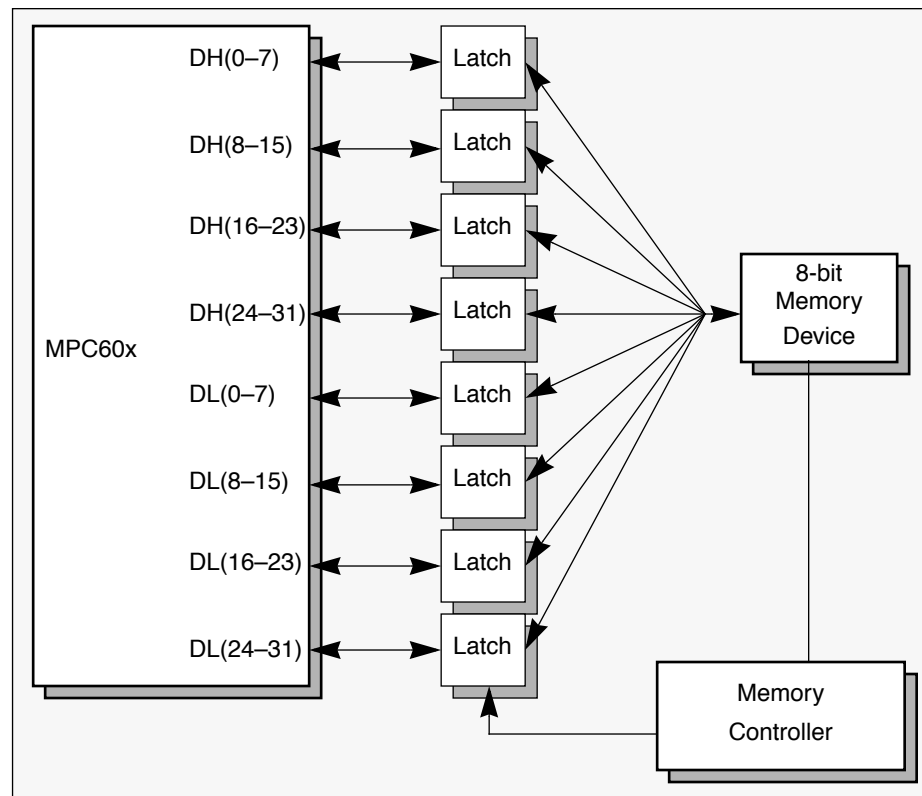 DH(0–7)
Latch
DH(8–15)
Latch
DH(16–23)
Latch
DH(24–31)
Latch
MPC60x
DL(0–7)
Latch
DL(8–15)
Latch
DL(16–23)
Latch
DL(24–31)
Latch
8-bit
Memory
Device
Memory
Controller